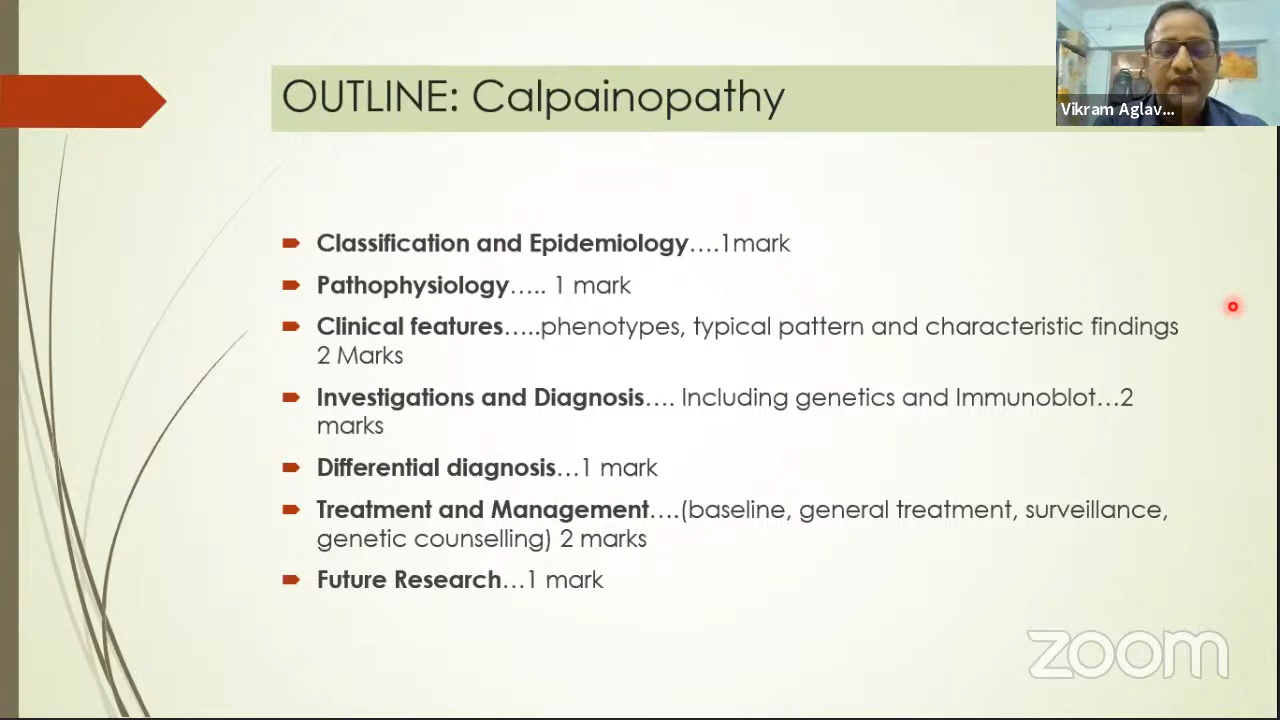 OUTLINE: Calpainopathy
Vikram Aglav...
Classification and Epidemiology....1mark
Pathophysiology..... 1 mark
Clinical features.....phenotypes, typical pattern and characteristic findings
2 Marks
Investigations and Diagnosis.... Including genetics and Immunoblot...2
marks
Differential diagnosis...1 mark
Treatment and Management....(baseline, general treatment, surveillance,
genetic counselling) 2 marks
Future Research...1 mark
zoom